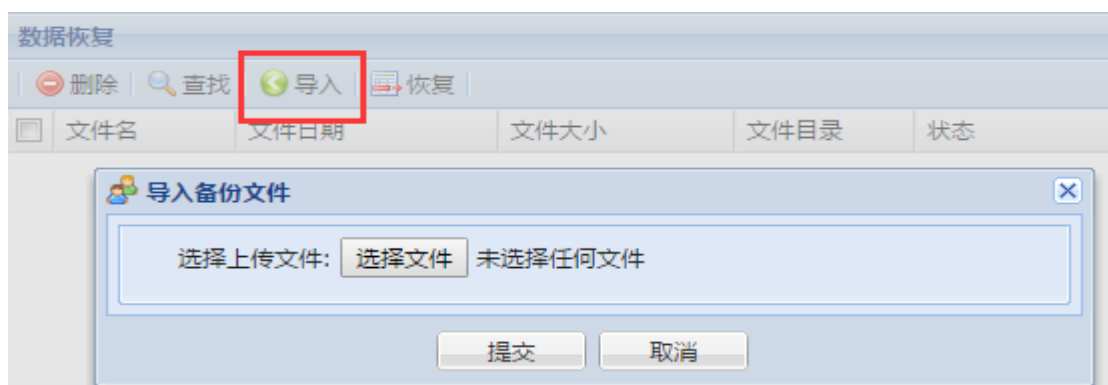 数据恢复
删除 查找 导入 恢复
文件名 文件日期 文件大小 文件目录 状态
导入备份文件
选择上传文件: 选择文件 未选择任何文件
提交 取消